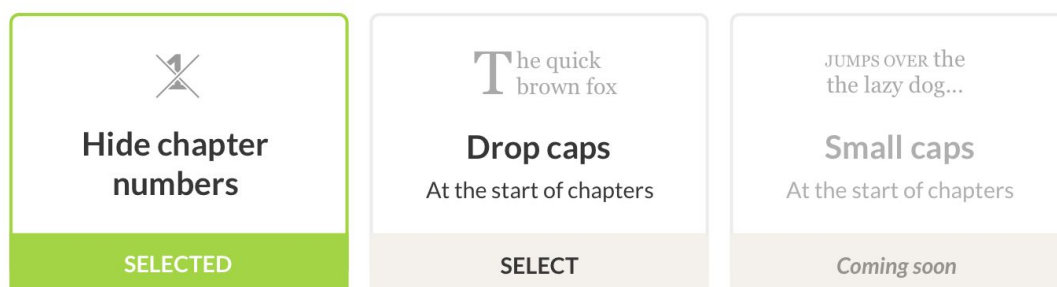 1
Hide chapter
numbers
SELECTED
The quick
brown fox
Drop caps
At the start of chapters
SELECT
JUMPS OVER the
the lazy dog...
Small caps
At the start of chapters
Coming soon